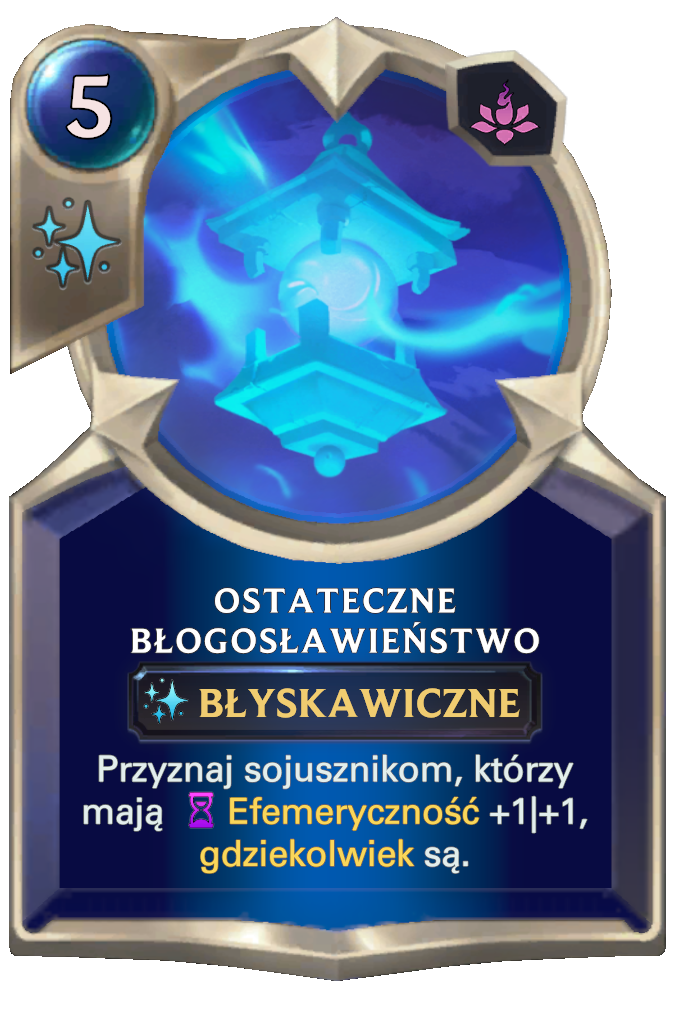 5
OSTATECZNE
BŁOGOSŁAWIEŃSTWO
BŁYSKAWICZNE
Przyznaj sojusznikom, którzy
mają Efemeryczność +1|+1,
gdziekolwiek są.